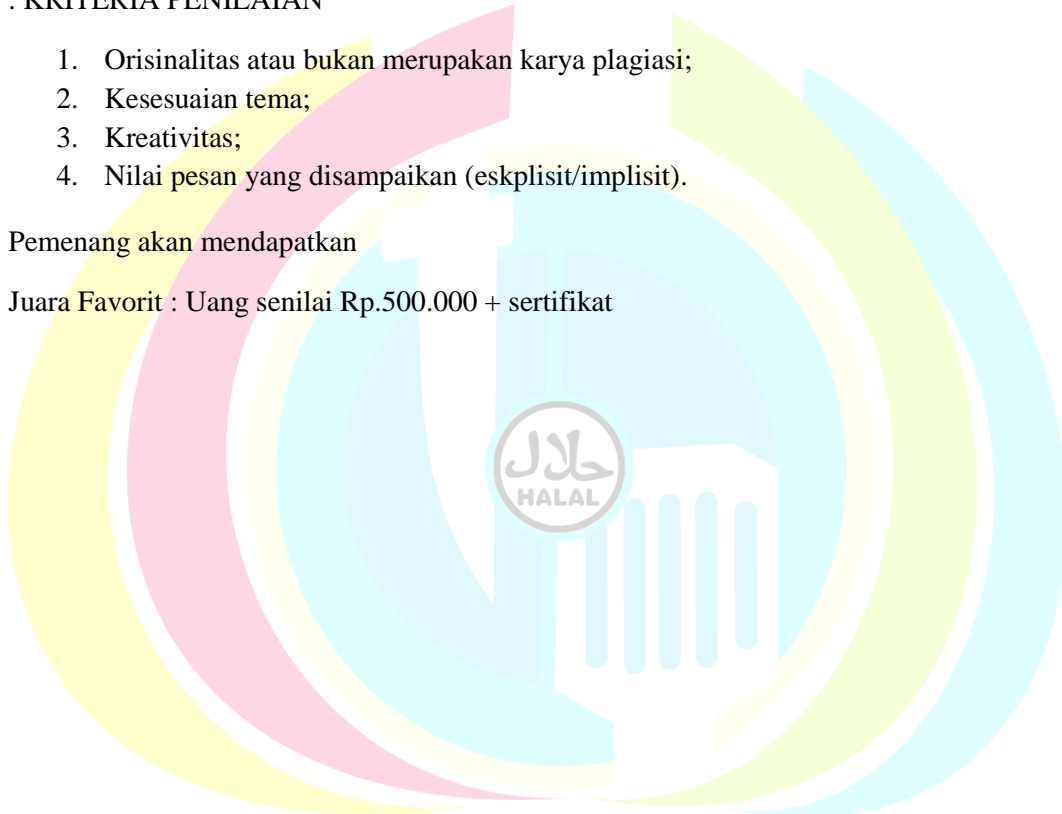 : KRITERIA PENILAIAN
1. Orisinalitas atau bukan merupakan karya plagiasi;
2. Kesesuaian tema;
3. Kreativitas;
4. Nilai pesan yang disampaikan (eskplisit/implisit).
Pemenang akan mendapatkan
Juara Favorit : Uang senilai Rp.500.000 + sertifikat
حلال
HALAL